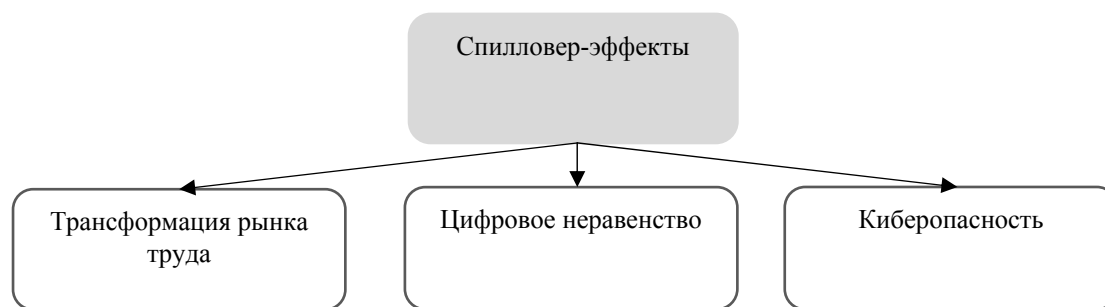 Спилловер-эффекты
Трансформация рынка
труда
Цифровое неравенство
Киберопасность